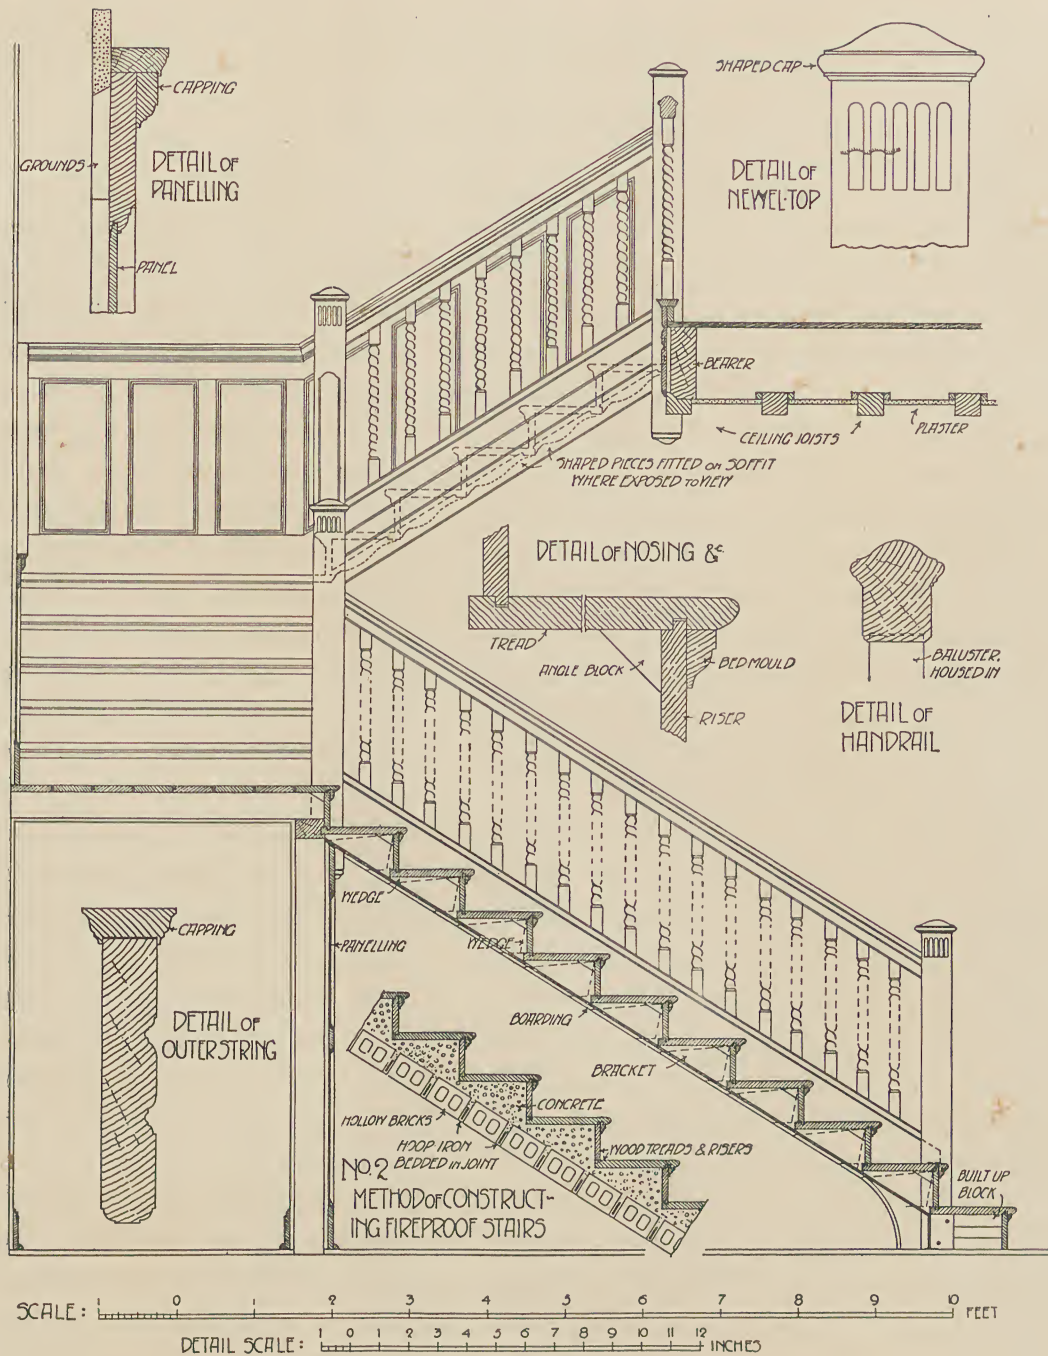 CAPPING
GROUNDS
DETAIL OF
PANELLING
PANEL
SHAPED CAP
DETAIL OF
NEWEL-TOP
BEARER
CEILING JOISTS
PLASTER
SHAPED PIECES FITTED ON SOFFIT
WHERE EXPOSED TO VIEW
DETAIL OF NOSING &c
TREAD
ANGLE BLOCK
BED MOULD
RISER
BALUSTER,
HOUSED IN
DETAIL OF
HANDRAIL
WEDGE
PANELLING
WEDGE
CAPPING
DETAIL OF
OUTER STRING
BOARDING
BRACKET
CONCRETE
HOLLOW BRICKS
HOOP IRON
BEDDED IN JOINT
WOOD TREADS & RISERS
NO. 2
METHOD OF CONSTRUCT-
ING FIREPROOF STAIRS
BUILT UP
BLOCK
SCALE: 1 0 1 2 3 4 5 6 7 8 9 10 FEET
DETAIL SCALE: 1 0 1 2 3 4 5 6 7 8 9 10 11 12 INCHES